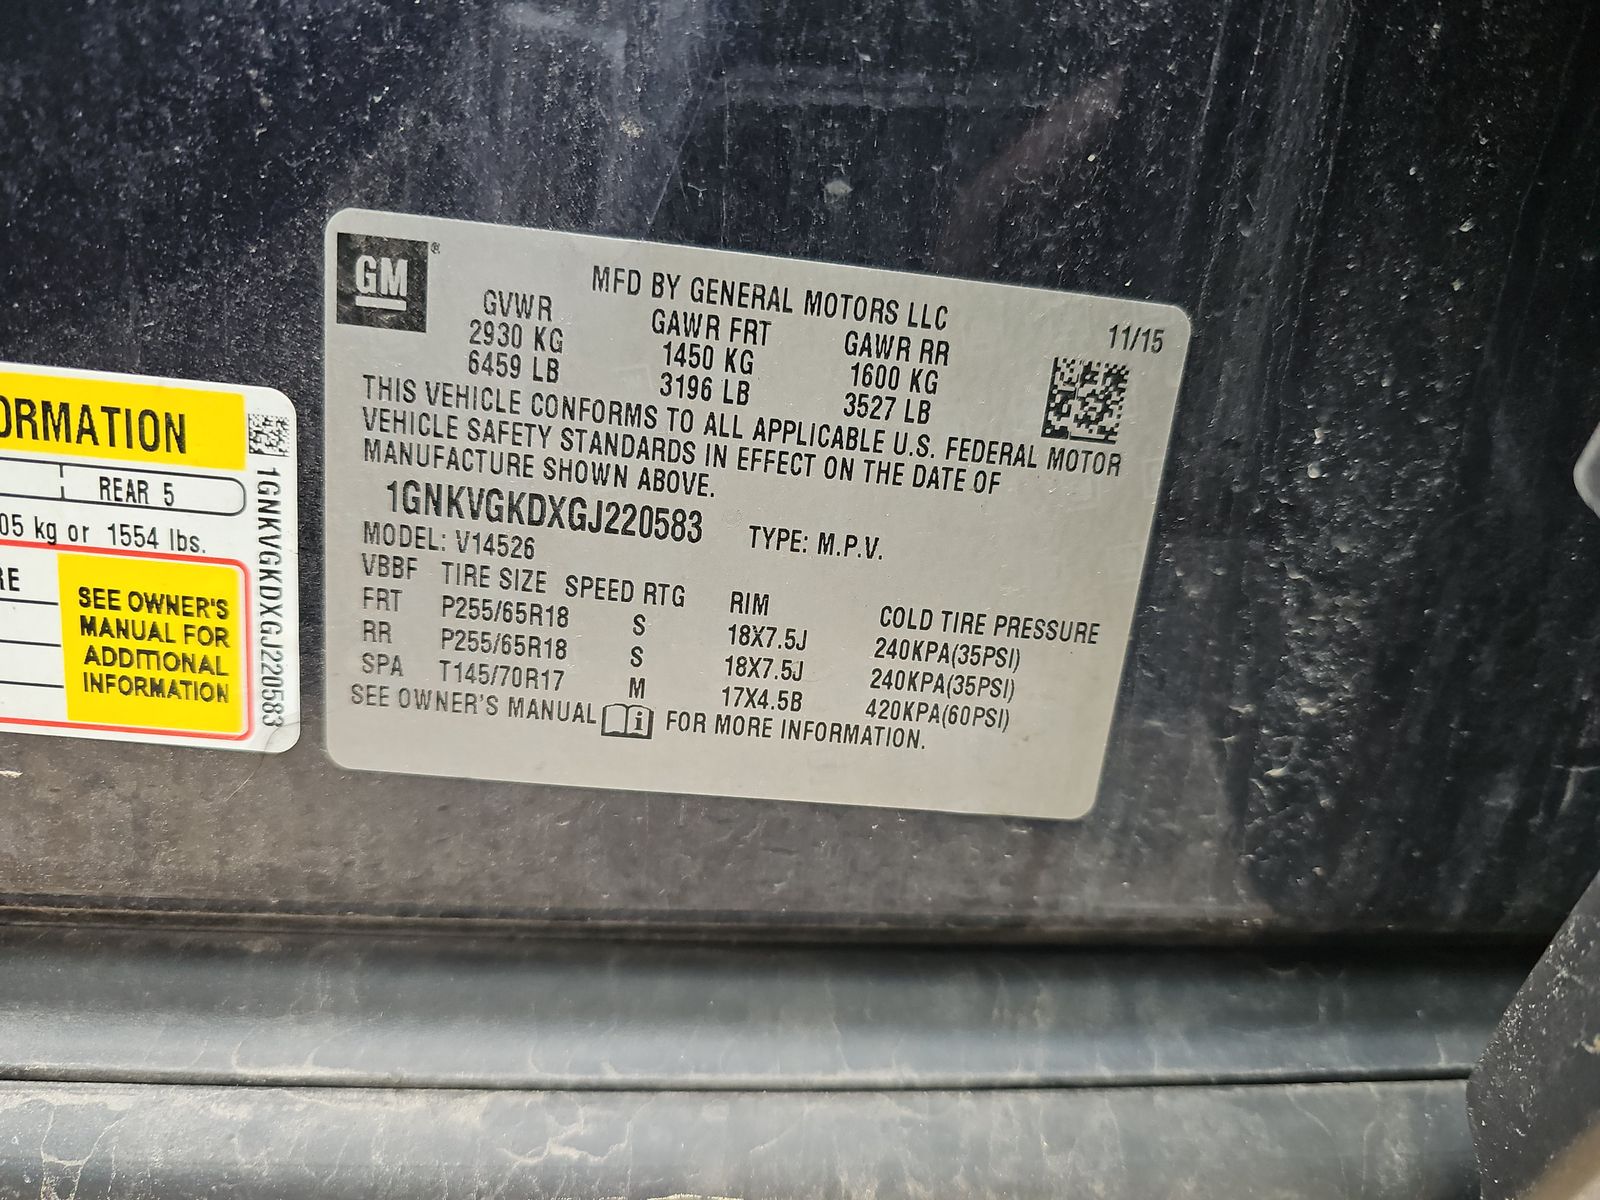 ORMATION
REAR 5
05 kg or 1554 lbs.
RE
SEE OWNER'S
MANUAL FOR
ADDITIONAL
INFORMATION
1GNKVGKDXGJ220583
GM®
MFD BY GENERAL MOTORS LLC
11/15
GVWR GAWR FRT GAWR RR
2930 KG 1450 KG 1600 KG
6459 LB 3196 LB 3527 LB
THIS VEHICLE CONFORMS TO ALL APPLICABLE U.S. FEDERAL MOTOR
VEHICLE SAFETY STANDARDS IN EFFECT ON THE DATE OF
MANUFACTURE SHOWN ABOVE.
1GNKVGKDXGJ220583 TYPE: M.P.V.
MODEL: V14526
VBBF TIRE SIZE SPEED RTG RIM COLD TIRE PRESSURE
FRT P255/65R18 S 18X7.5J 240KPA(35PSI)
RR P255/65R18 S 18X7.5J 240KPA(35PSI)
SPA T145/70R17 M 17X4.5B 420KPA(60PSI)
SEE OWNER'S MANUAL i FOR MORE INFORMATION.